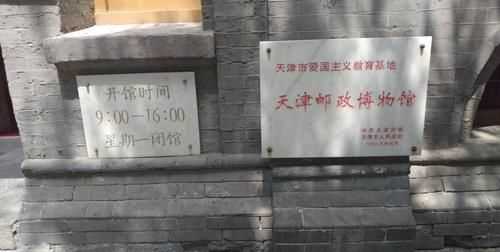 开馆时间
9:00—16:00
星期一闭馆
天津市爱国主义教育基地
天津邮政博物馆